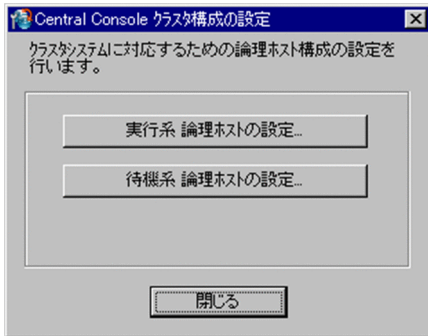 Central Console クラスタ構成の設定
クラスタシステムに対応するための論理ホスト構成の設定を
行います。
実行系 論理ホストの設定...
待機系 論理ホストの設定...
閉じる